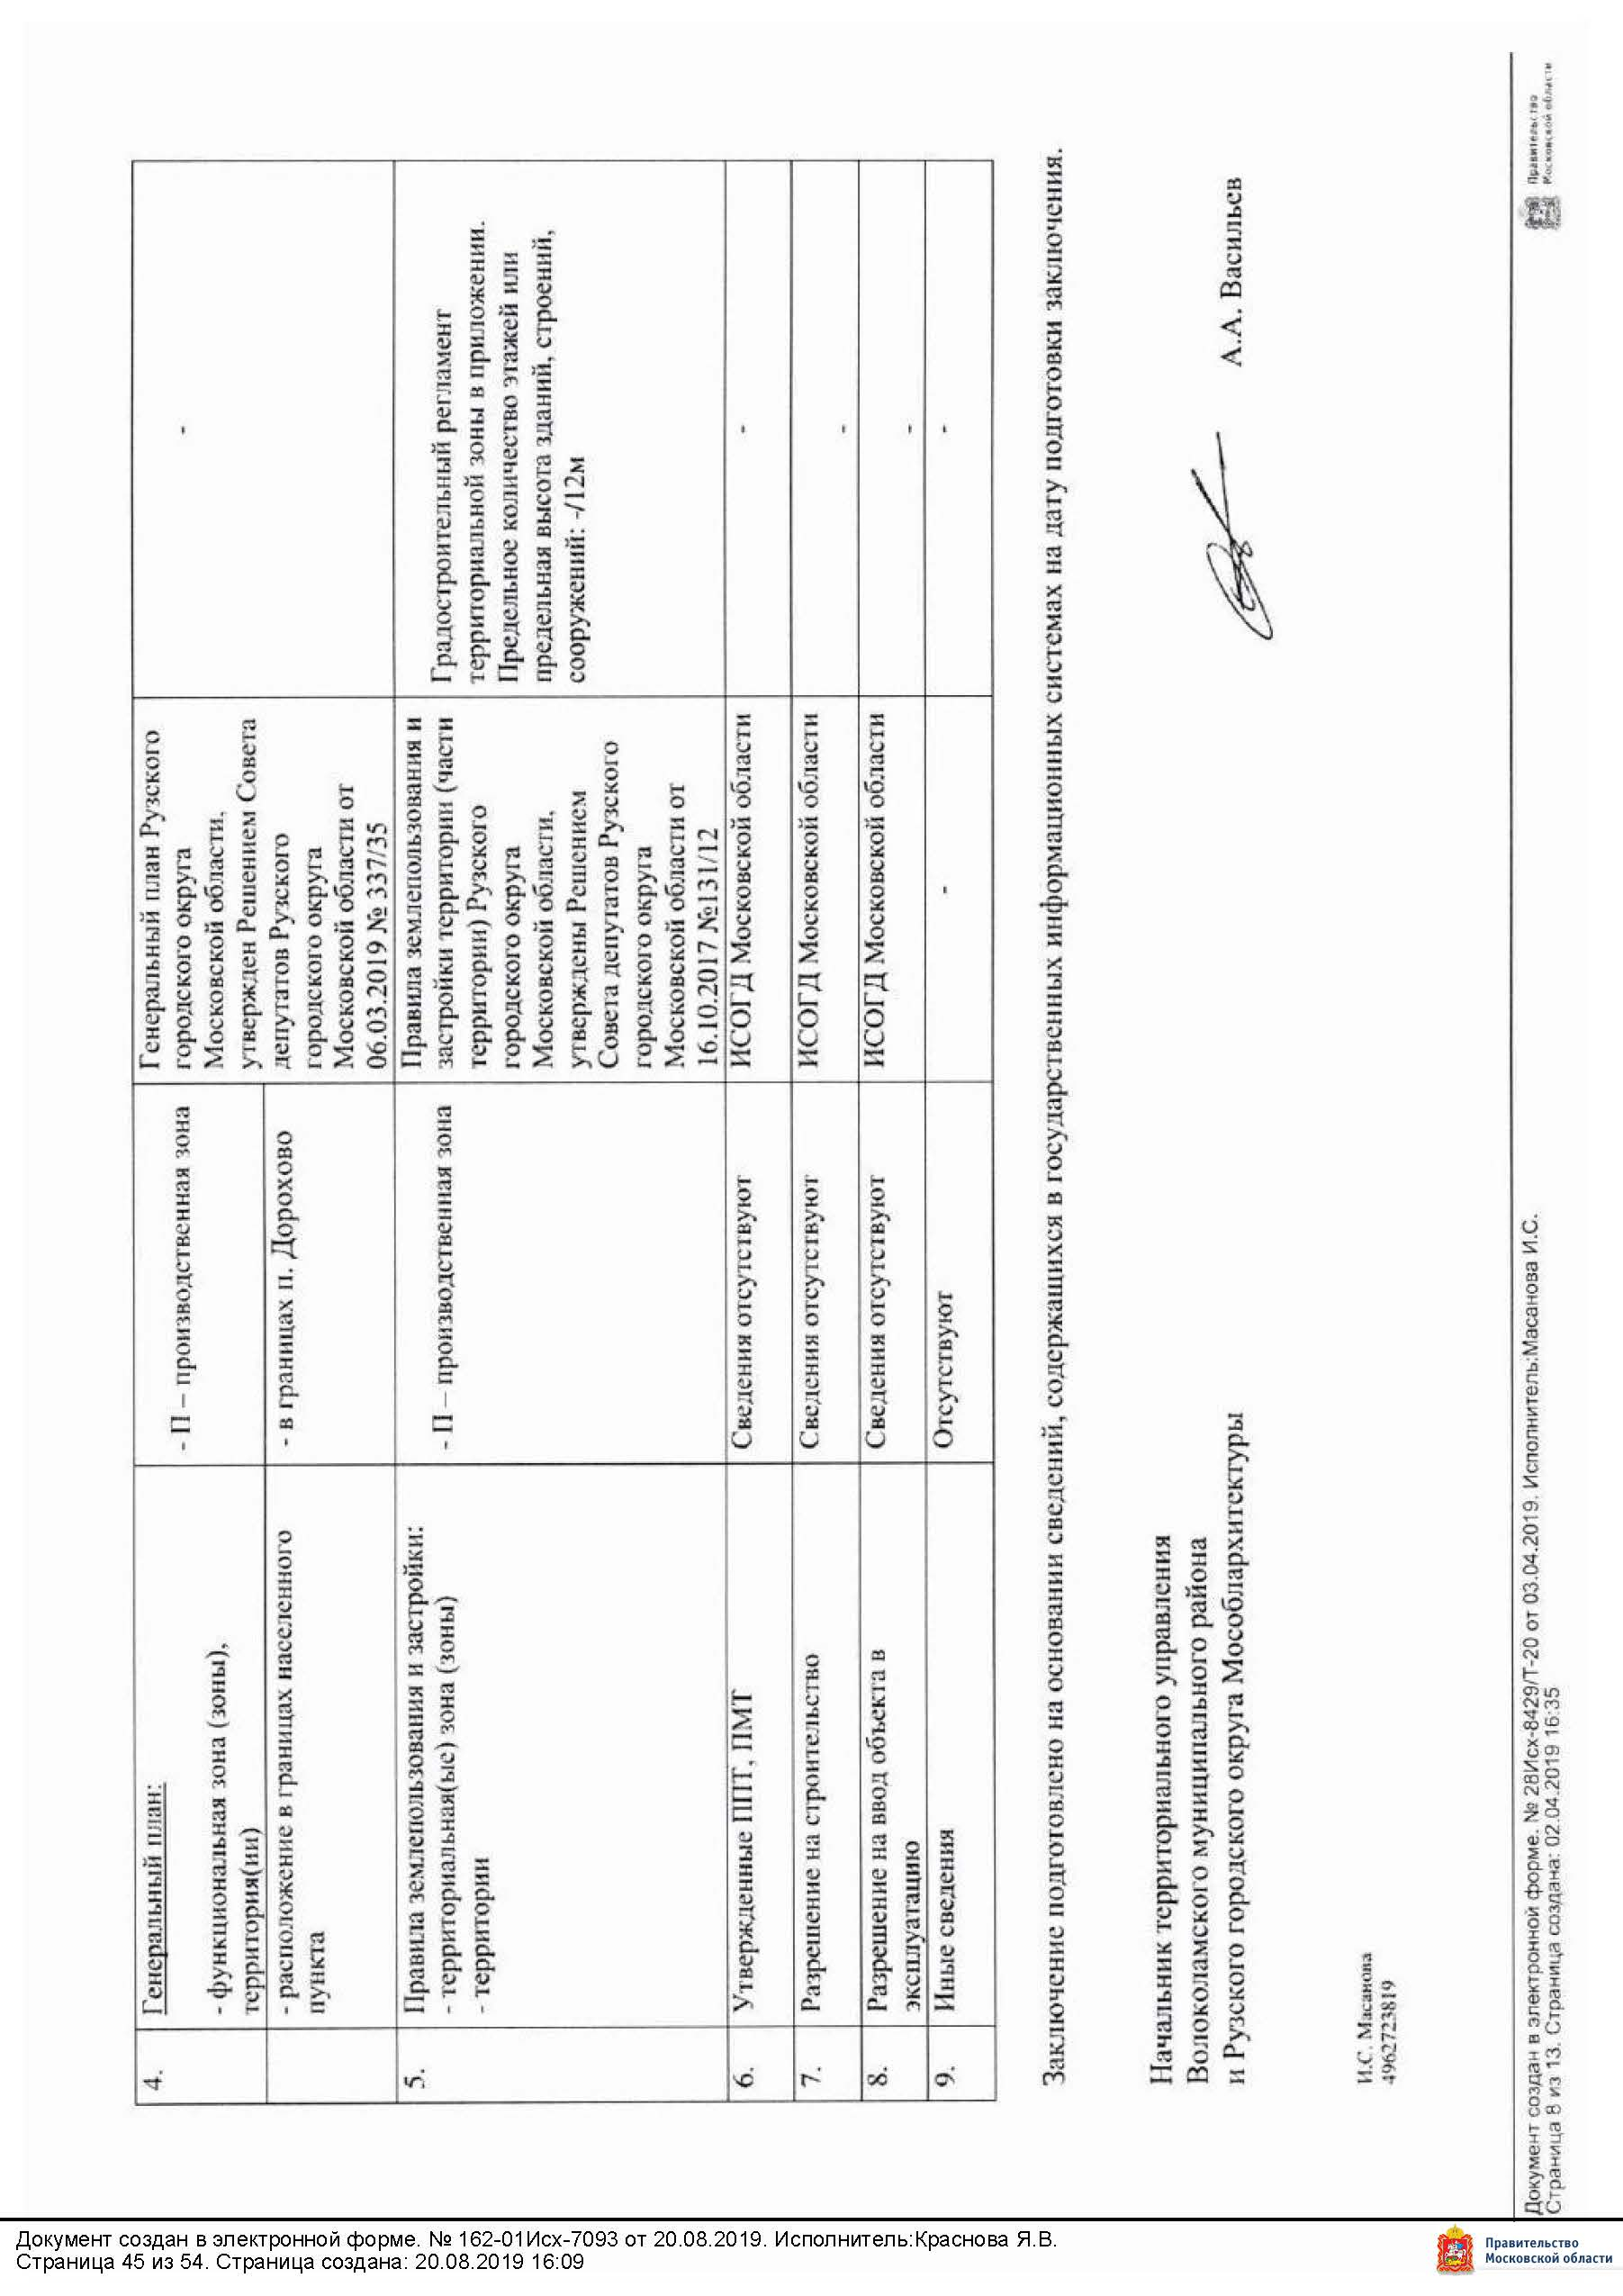 4.
Генеральный план:
- функциональная зона (зоны),
территория(ии)
- П – производственная зона
Генеральный план Рузского
городского округа
Московской области,
утвержден Решением Совета
депутатов Рузского
городского округа
Московской области от
06.03.2019 № 337/35
-
- расположение в границах населенного
пункта
- в границах п. Дорохово
5.
Правила землепользования и застройки:
- территориальная(ые) зона (зоны)
- территории
- П – производственная зона
Правила землепользования и
застройки территории (части
территории) Рузского
городского округа
Московской области,
утверждены Решением
Совета депутатов Рузского
городского округа
Московской области от
16.10.2017 №131/12
Градостроительный регламент
территориальной зоны в приложении.
Предельное количество этажей или
предельная высота зданий, строений,
сооружений: -/12м
6.
Утвержденные ППТ, ПМТ
Сведения отсутствуют
ИСОГД Московской области
-
7.
Разрешение на строительство
Сведения отсутствуют
ИСОГД Московской области
-
8.
Разрешение на ввод объекта в
эксплуатацию
Сведения отсутствуют
ИСОГД Московской области
-
9.
Иные сведения
Отсутствуют
-
-
Заключение подготовлено на основании сведений, содержащихся в государственных информационных системах на дату подготовки заключения.
Начальник территориального управления
Волоколамского муниципального района
и Рузского городского округа Мособлархитектуры
А.А. Васильев
И.С. Масанова
4962723819
Документ создан в электронной форме. № 28Исх-8429/Т-20 от 03.04.2019. Исполнитель:Масанова И.С.
Страница 8 из 13. Страница создана: 02.04.2019 16:35
Правительство
Московской области
Документ создан в электронной форме. № 162-01Исх-7093 от 20.08.2019. Исполнитель:Краснова Я.В.
Страница 45 из 54. Страница создана: 20.08.2019 16:09
Правительство
Московской области